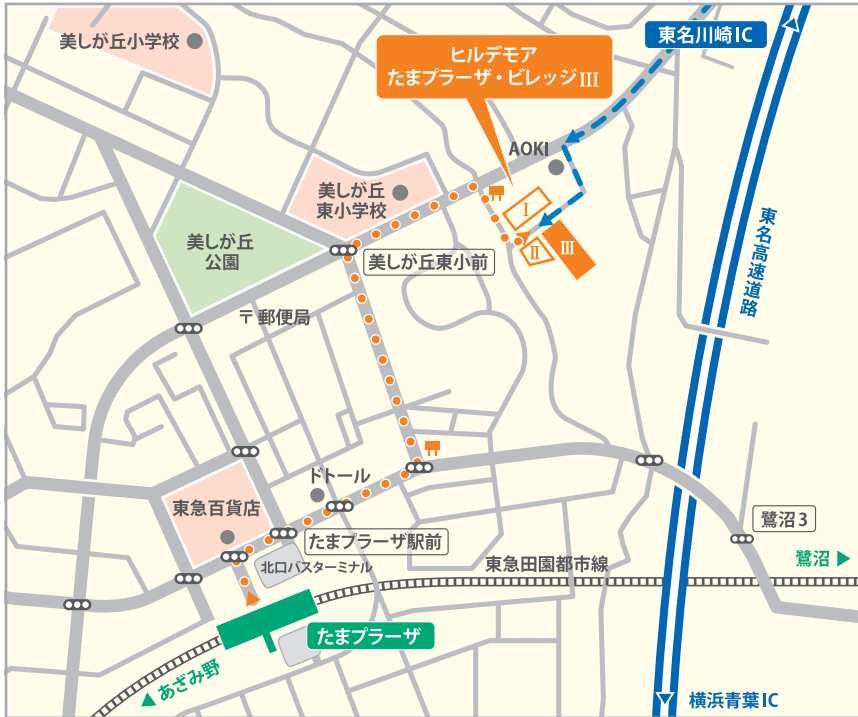 美しが丘小学校
東名川崎IC
ヒルデモア
たまプラーザ・ビレッジⅢ
AOKI
美しが丘
東小学校
Ⅰ
Ⅱ
Ⅲ
美しが丘
公園
美しが丘東小前
東名高速道路
〒郵便局
ドトール
東急百貨店
たまプラーザ駅前
鷺沼3
北口バスターミナル
東急田園都市線
鷺沼 ▶
たまプラーザ
◀ あざみ野
横浜青葉IC